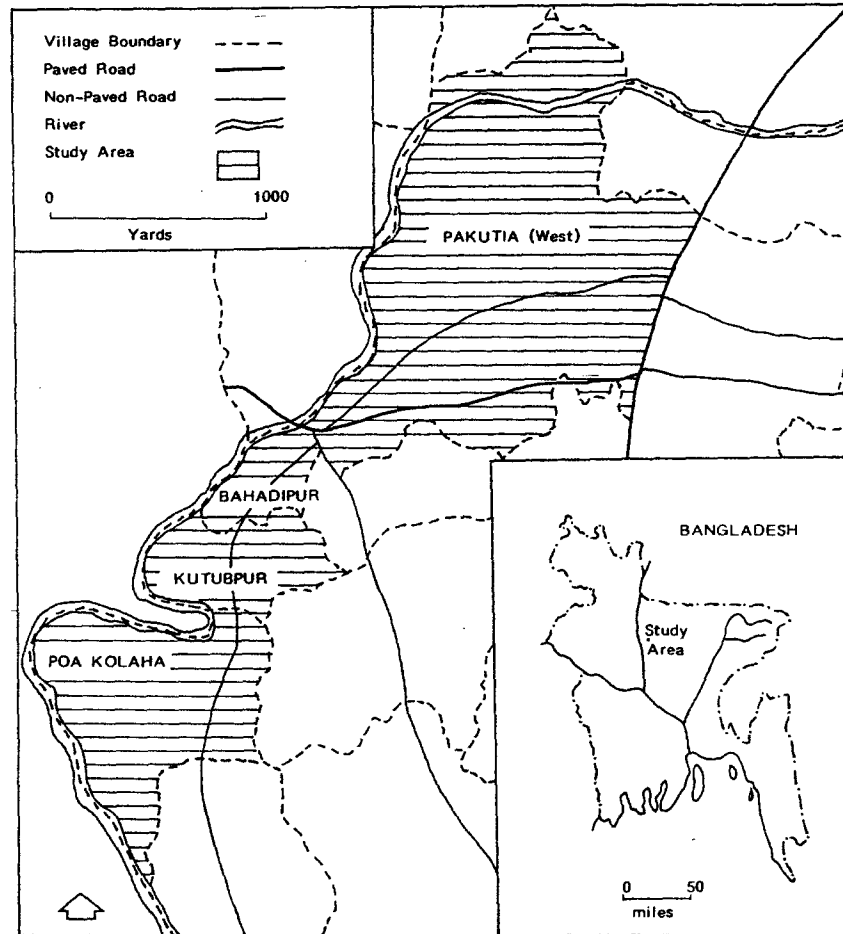 Village Boundary
Paved Road
Non-Paved Road
River
Study Area
0 1000
Yards
PAKUTIA (West)
BAHADIPUR
KUTUBPUR
POA KOLAHA
BANGLADESH
Study
Area
0 50
miles